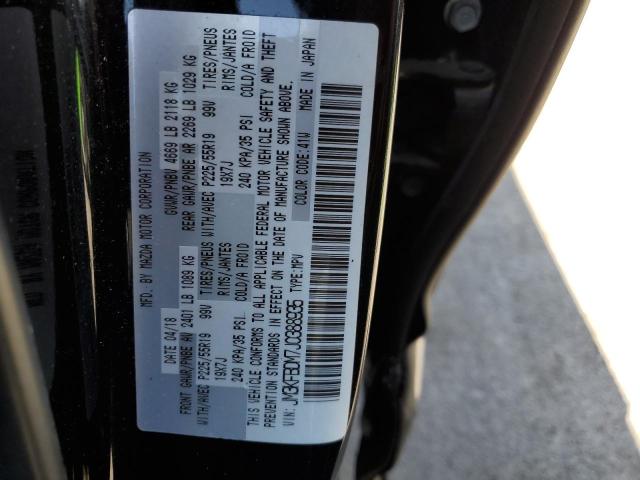 MFD. BY MAZDA MOTOR CORPORATION
DATE 04/18 GVWR/PNBV 4669 LB 2118 KG
FRONT GAWR/PNBE AV 2401 LB 1089 KG REAR GAWR/PNBE AR 2269 LB 1029 KG
WITH/AVEC P225/55R19 99V TIRES/PNEUS WITH/AVEC P225/55R19 99V TIRES/PNEUS
19X7J RIMS/JANTES 19X7J RIMS/JANTES
240 KPA/35 PSI COLD/A FROID 240 KPA/35 PSI COLD/A FROID
THIS VEHICLE CONFORMS TO ALL APPLICABLE FEDERAL MOTOR VEHICLE SAFETY AND THEFT
PREVENTION STANDARDS IN EFFECT ON THE DATE OF MANUFACTURE SHOWN ABOVE.
VIN: JM3KFBDM7J0388935 TYPE:MPV COLOR CODE:41W MADE IN JAPAN